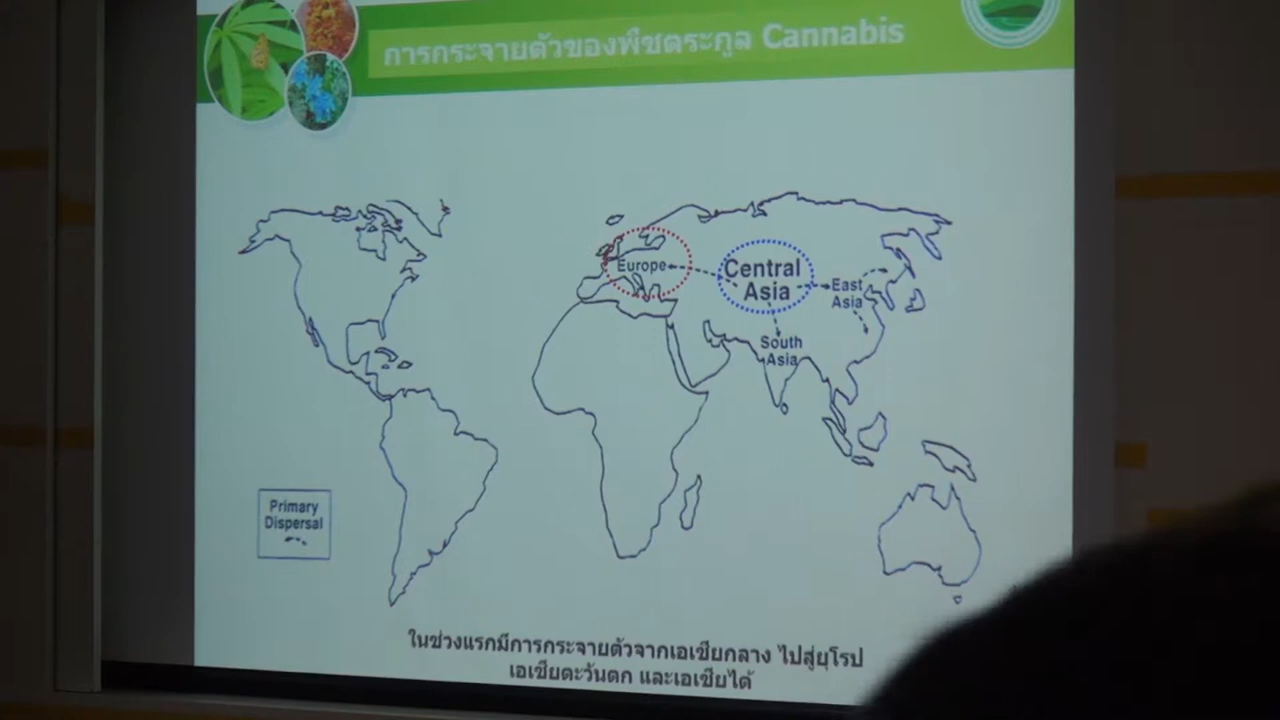 การกระจายตัวของพืชตระกูล Cannabis
Europe
Central
Asia
East
Asia
South
Asia
Primary
Dispersal
ในช่วงแรกมีการกระจายตัวจากเอเชียกลาง ไปสู่ยุโรป
เอเชียตะวันตก และเอเชียใต้